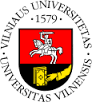 VILNIAUS UNIVERSITETAS
· 1579 ·
UNIVERSITAS VILNENSIS